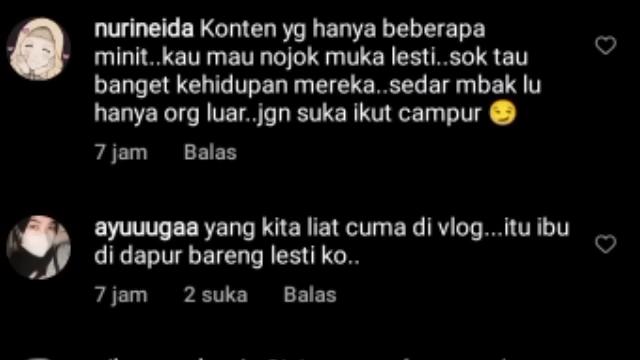 nurineida Konten yg hanya beberapa
minit..kau mau nojok muka lesti..sok tau
banget kehidupan mereka..sedar mbak lu
hanya org luar..jgn suka ikut campur 😏
7 jam Balas
ayuuugaa yang kita liat cuma di vlog...itu ibu
di dapur bareng lesti ko..
7 jam 2 suka Balas